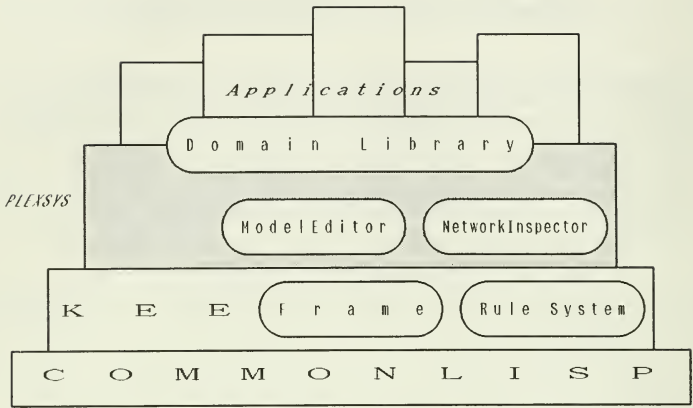 Applications
Domain Library
PLEXSYS
ModelEditor
NetworkInspector
KEE
Frame
Rule System
COMMONLISP